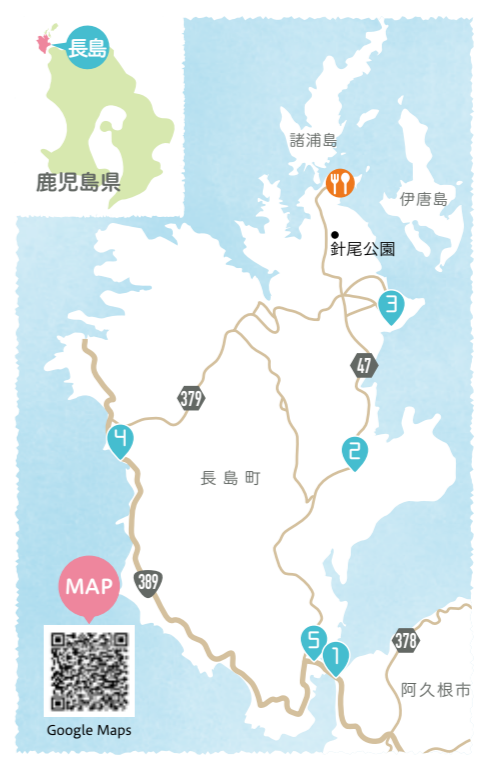 長島
鹿児島県
諸浦島
伊唐島
針尾公園
3
47
379
4
2
長島町
389
MAP
5
1
378
阿久根市
Google Maps